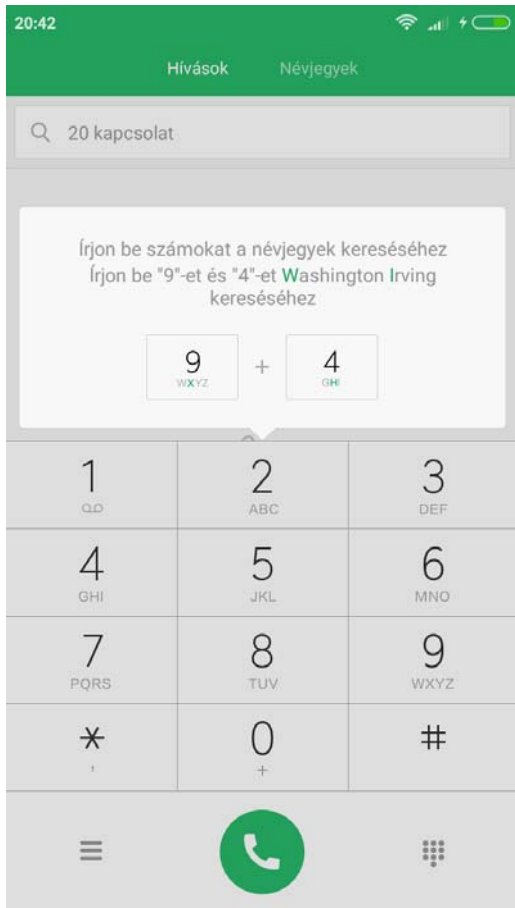 20:42
Hívások Névjegyek
20 kapcsolat
Írjon be számokat a névjegyek kereséséhez
Írjon be "9"-et és "4"-et Washington Irving
kereséséhez
9 + 4
WXYZ GHI
1 2 3
ABC DEF
4 5 6
GHI JKL MNO
7 8 9
PQRS TUV WXYZ
* 0 #
, +